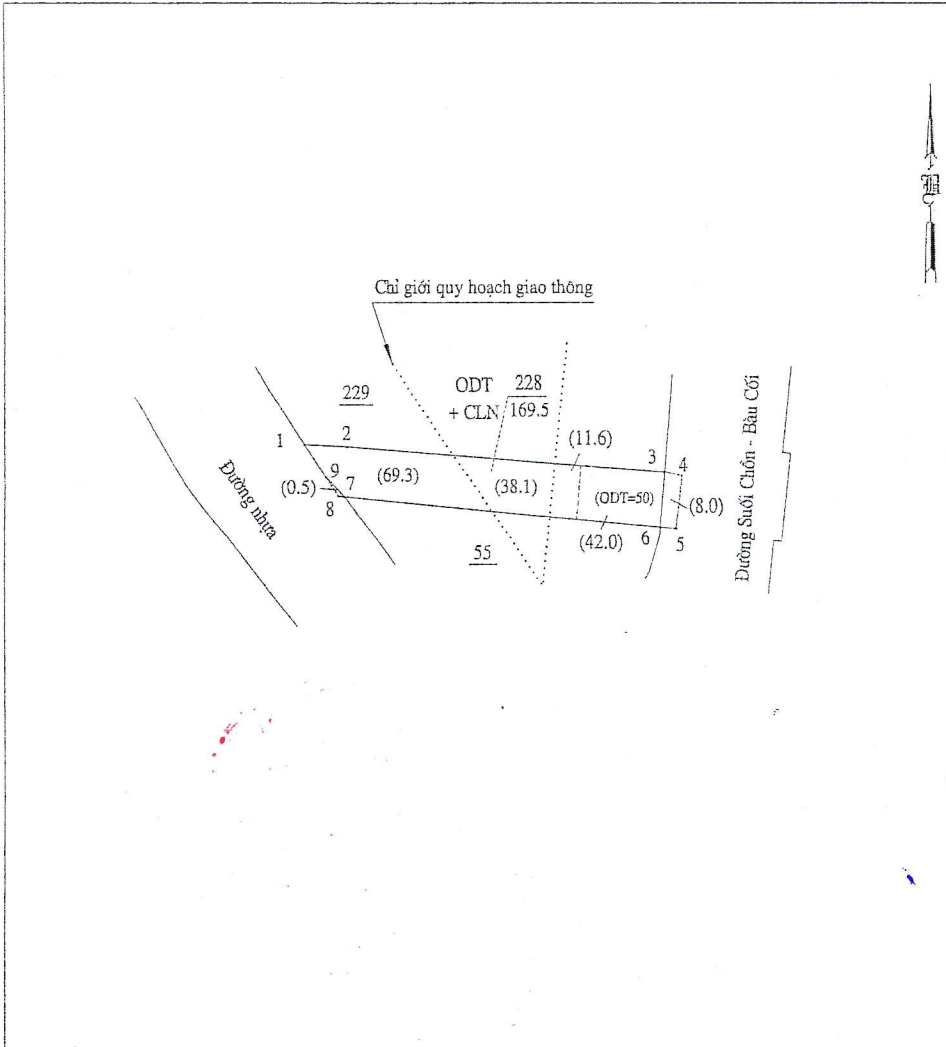 B
Chỉ giới quy hoạch giao thông
229
ODT 228
+ CLN 169.5
1
2
(11.6)
3
4
9
(69.3)
(0.5)
7
(38.1)
(ODT=50)
(8.0)
8
(42.0)
6
5
55
Đường nhựa
Đường Suối Chồn - Bàu Cối